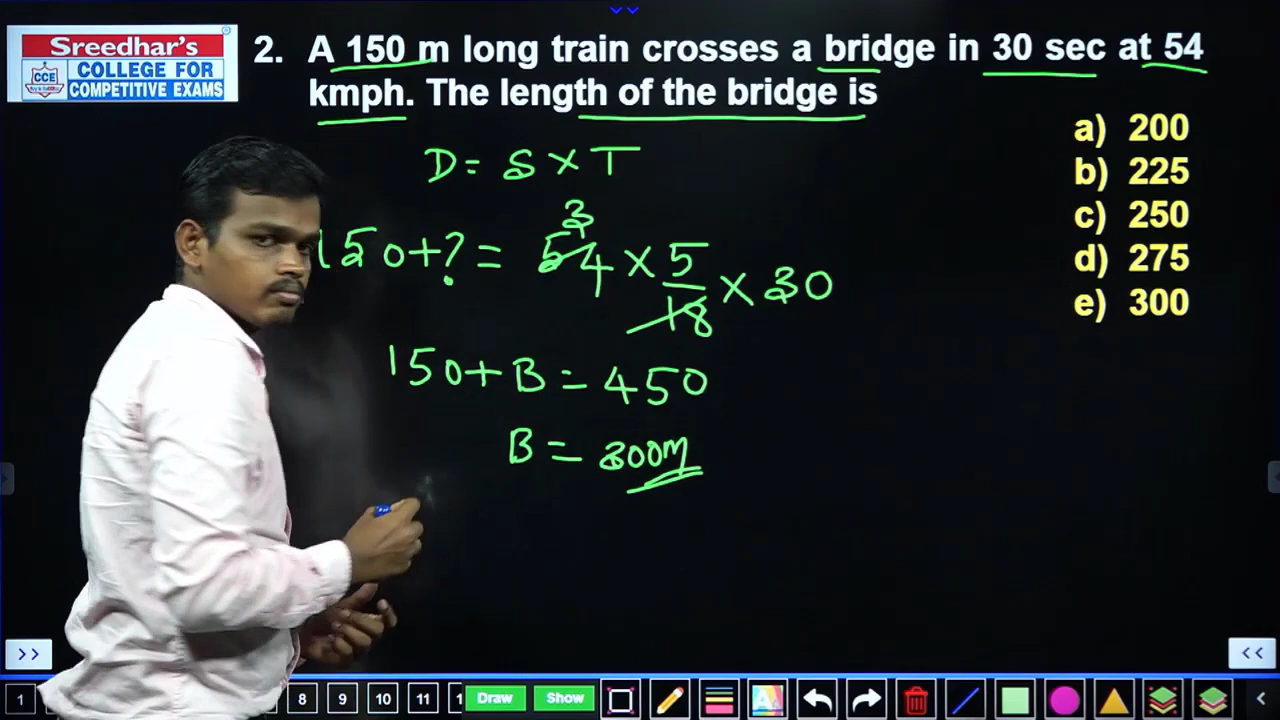 Sreedhar's
CCE
COLLEGE FOR
COMPETITIVE EXAMS
2. A 150 m long train crosses a bridge in 30 sec at 54
kmph. The length of the bridge is
a) 200
b) 225
c) 250
d) 275
e) 300
D = S × T
3
150+? = 54 × 5/18 × 30
150+ B = 450
B = 300m
>>
<<
1
8
9
10
11
1
Draw
Show